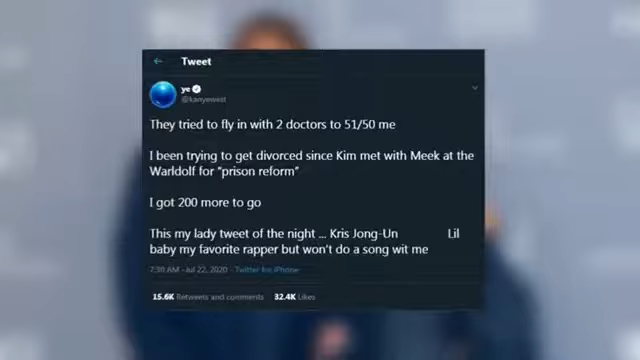 Tweet
ye
@kanyewest
They tried to fly in with 2 doctors to 51/50 me
I been trying to get divorced since Kim met with Meek at the
Warldolf for "prison reform"
I got 200 more to go
This my lady tweet of the night ... Kris Jong-Un Lil
baby my favorite rapper but won't do a song wit me
7:30 AM - Jul 22, 2020 · Twitter for iPhone
15.6K Retweets and comments 32.4K Likes